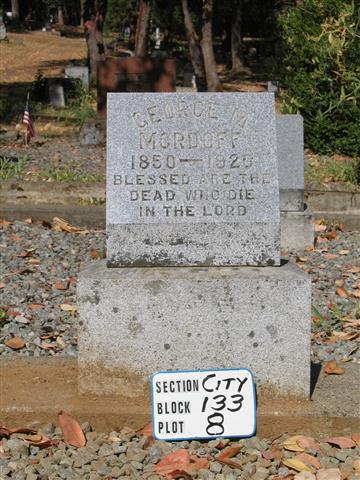 GEORGE M
MORDOFF
1850—1925
BLESSED ARE THE
DEAD WHO DIE
IN THE LORD
SECTION CITY
BLOCK 133
PLOT 8